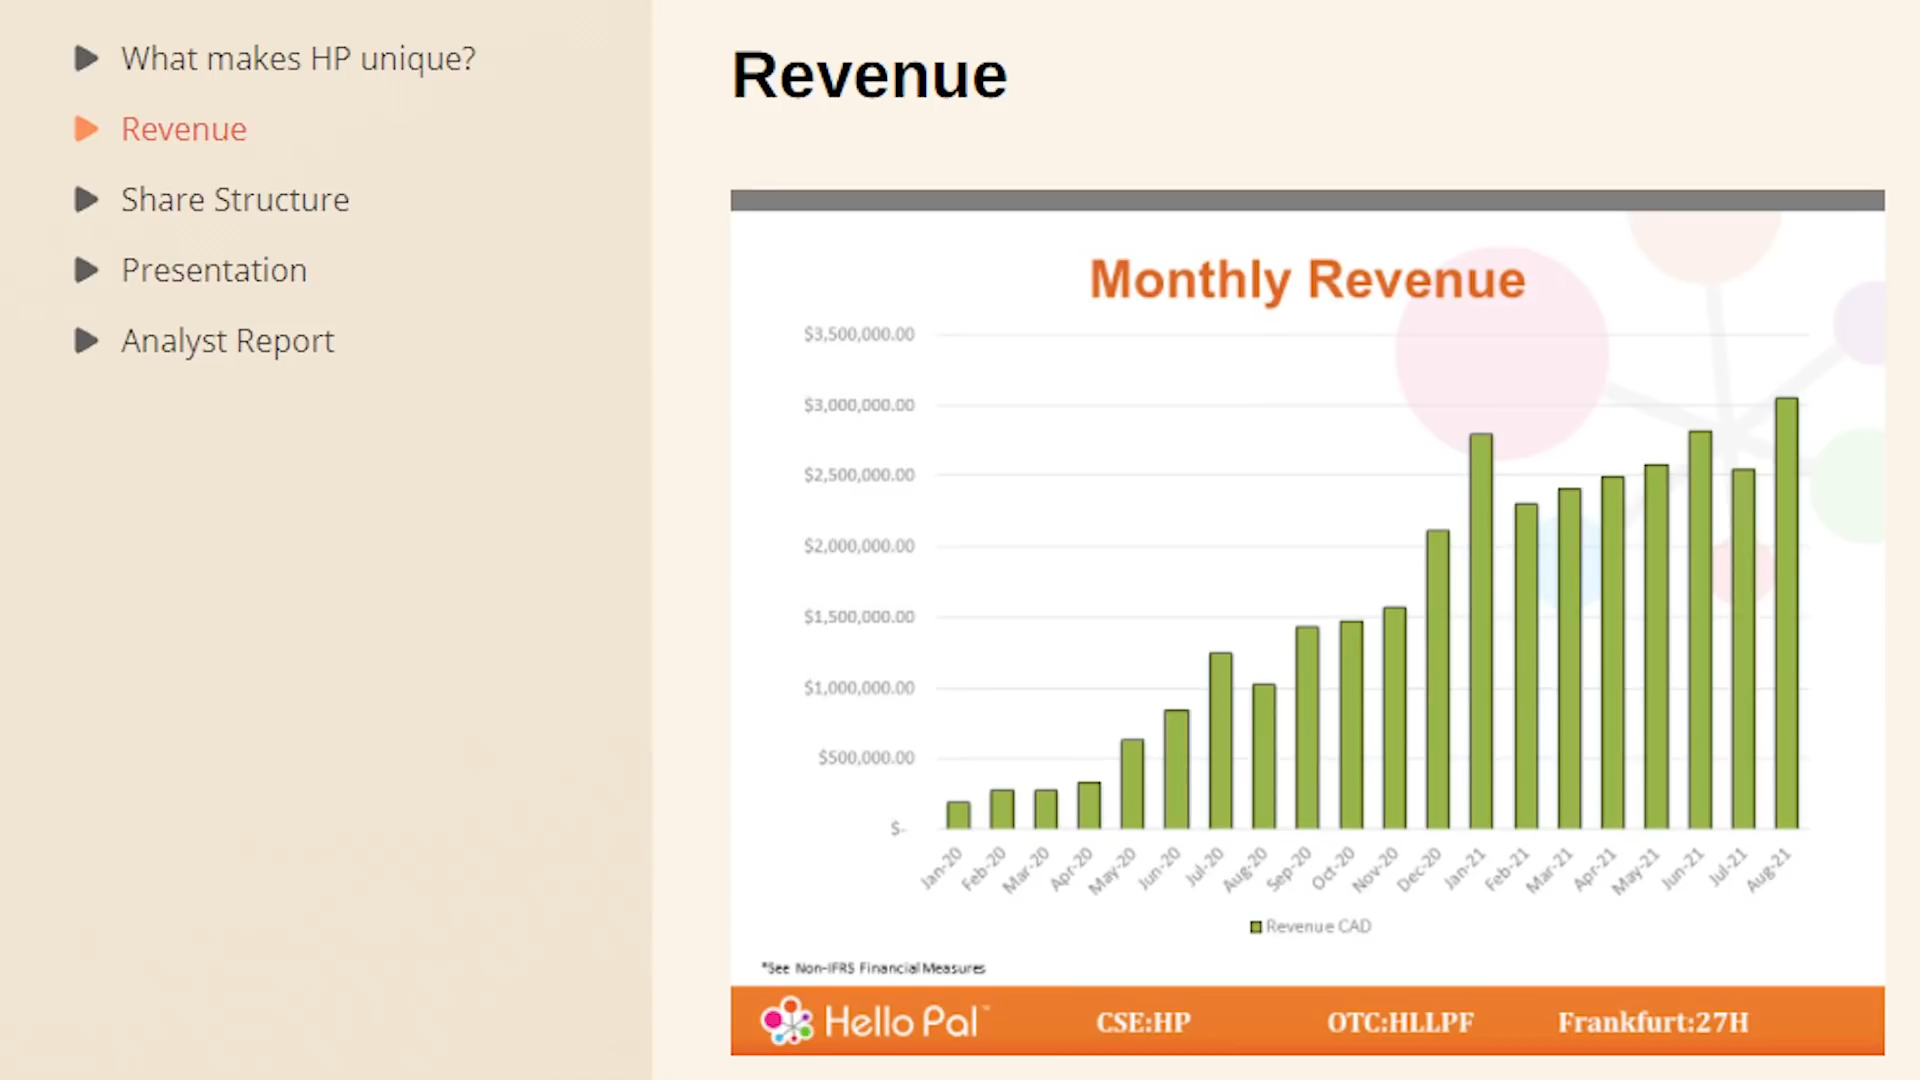 What makes HP unique?
Revenue
Share Structure
Presentation
Analyst Report
Revenue
Monthly Revenue
$3,500,000.00
$3,000,000.00
$2,500,000.00
$2,000,000.00
$1,500,000.00
$1,000,000.00
$500,000.00
$-
Jan-20 Feb-20 Mar-20 Apr-20 May-20 Jun-20 Jul-20 Aug-20 Sep-20 Oct-20 Nov-20 Dec-20 Jan-21 Feb-21 Mar-21 Apr-21 May-21 Jun-21 Jul-21 Aug-21
Revenue CAD
*See Non-IFRS Financial Measures
Hello Pal™ CSE:HP OTC:HLLPF Frankfurt:27H